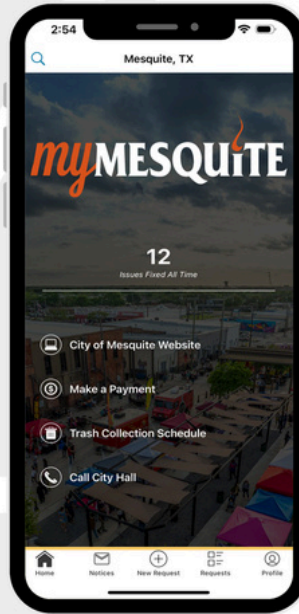 2:54
Mesquite, TX
myMESQUITE
12
Issues Fixed All Time
City of Mesquite Website
Make a Payment
Trash Collection Schedule
Call City Hall
Home Notices New Request Requests Profile